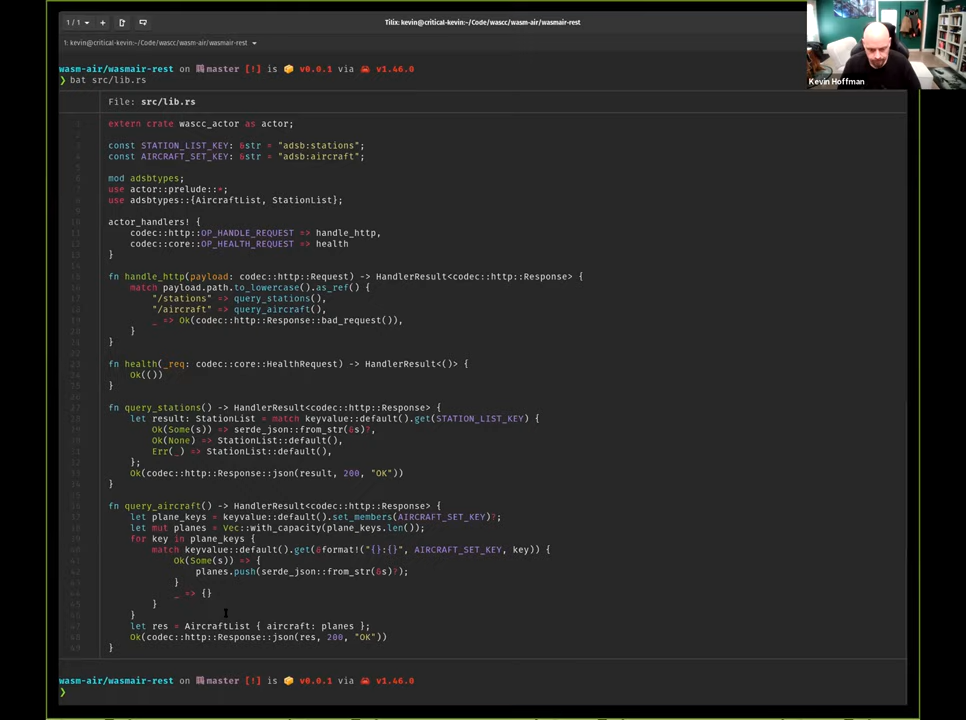 1 / 1
Tilix: kevin@critical-kevin:~/Code/wascc/wasm-air/wasmair-rest
1: kevin@critical-kevin:~/Code/wascc/wasm-air/wasmair-rest
Kevin Hoffman
wasm-air/wasmair-rest on master [!] is v0.0.1 via v1.46.0
❯ bat src/lib.rs
File: src/lib.rs
extern crate wascc_actor as actor;
const STATION_LIST_KEY: &str = "adsb:stations";
const AIRCRAFT_SET_KEY: &str = "adsb:aircraft";
mod adsbtypes;
use actor::prelude::*;
use adsbtypes::{AircraftList, StationList};
actor_handlers! {
codec::http::OP_HANDLE_REQUEST => handle_http,
codec::core::OP_HEALTH_REQUEST => health
}
fn handle_http(payload: codec::http::Request) -> HandlerResult<codec::http::Response> {
match payload.path.to_lowercase().as_ref() {
"/stations" => query_stations(),
"/aircraft" => query_aircraft(),
_ => Ok(codec::http::Response::bad_request()),
}
}
fn health(_req: codec::core::HealthRequest) -> HandlerResult<()> {
Ok(())
}
fn query_stations() -> HandlerResult<codec::http::Response> {
let result: StationList = match keyvalue::default().get(STATION_LIST_KEY) {
Ok(Some(s)) => serde_json::from_str(&s)?,
Ok(None) => StationList::default(),
Err(_) => StationList::default(),
};
Ok(codec::http::Response::json(result, 200, "OK"))
}
fn query_aircraft() -> HandlerResult<codec::http::Response> {
let plane_keys = keyvalue::default().set_members(AIRCRAFT_SET_KEY)?;
let mut planes = Vec::with_capacity(plane_keys.len());
for key in plane_keys {
match keyvalue::default().get(&format!("{}:{}", AIRCRAFT_SET_KEY, key)) {
Ok(Some(s)) => {
planes.push(serde_json::from_str(&s)?);
}
_ => {}
}
}
let res = AircraftList { aircraft: planes };
Ok(codec::http::Response::json(res, 200, "OK"))
}
wasm-air/wasmair-rest on master [!] is v0.0.1 via v1.46.0
❯